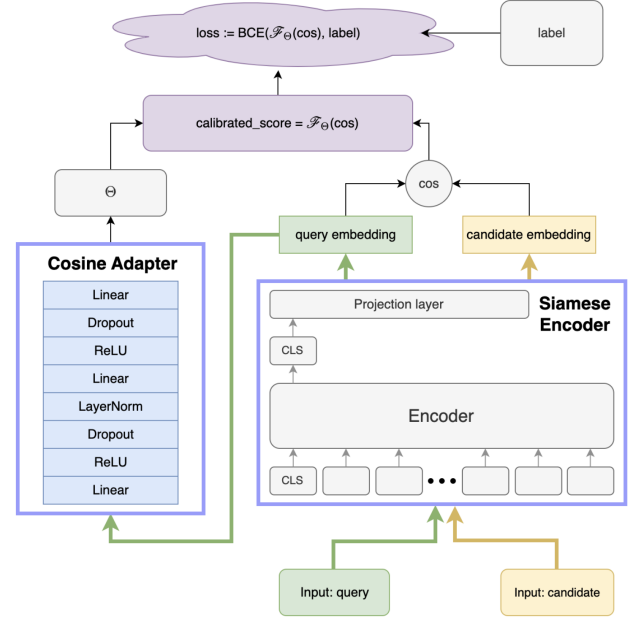 loss := BCE(ℱΘ(cos), label)
label
calibrated_score = ℱΘ(cos)
Θ
cos
query embedding
candidate embedding
Cosine Adapter
Linear
Dropout
ReLU
Linear
LayerNorm
Dropout
ReLU
Linear
Siamese
Encoder
Projection layer
CLS
Encoder
CLS
Input: query
Input: candidate